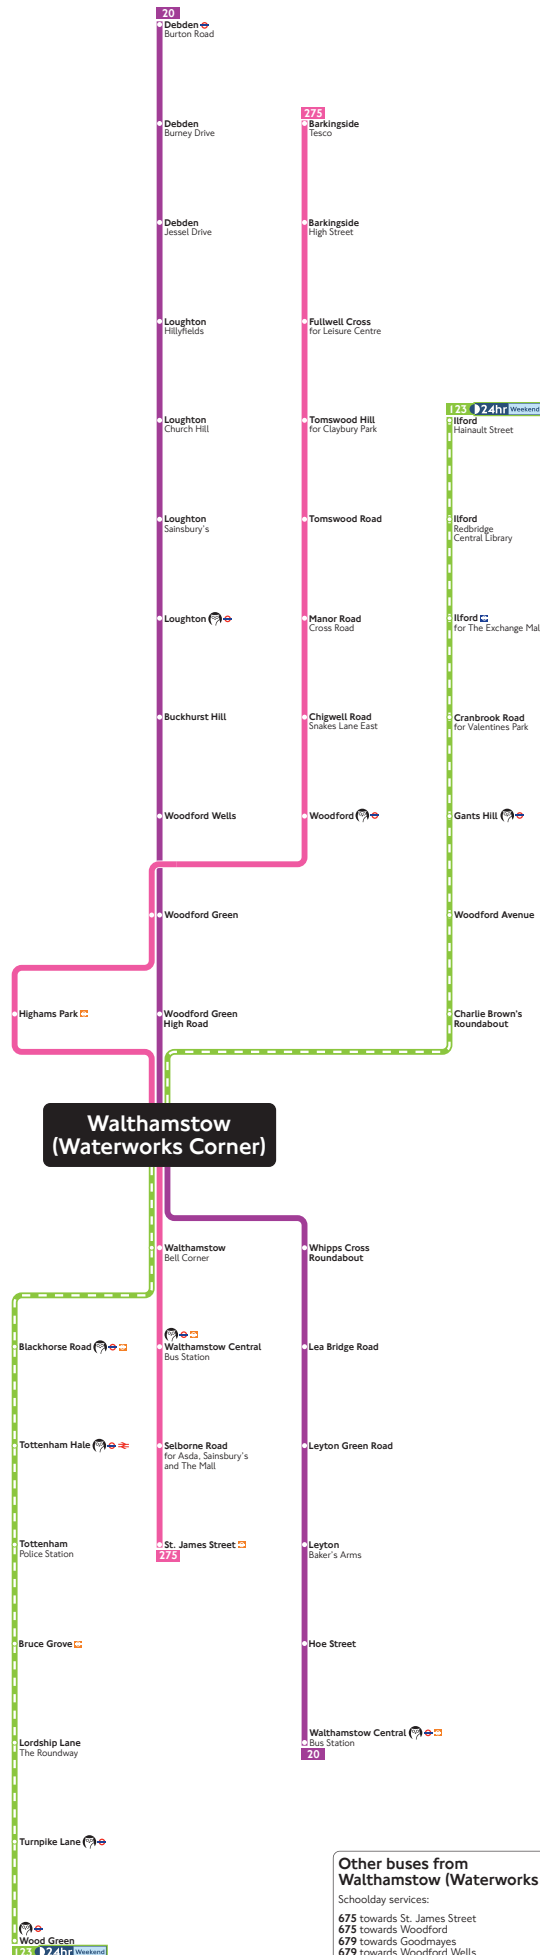 20
Debden
Burton Road
Debden
Burney Drive
275
Barkingside
Tesco
Debden
Jessel Drive
Barkingside
High Street
Loughton
Hillyfields
Fullwell Cross
for Leisure Centre
123 24hr Weekend
Loughton
Church Hill
Tomswood Hill
for Claybury Park
Ilford
Hainault Street
Loughton
Sainsbury's
Tomswood Road
Ilford
Redbridge
Central Library
Loughton
Manor Road
Cross Road
Ilford
for The Exchange Mal
Buckhurst Hill
Chigwell Road
Snakes Lane East
Cranbrook Road
for Valentines Park
Woodford Wells
Woodford
Gants Hill
Woodford Green
Woodford Avenue
Higham​s Park
Woodford Green
High Road
Charlie Brown's
Roundabout
Walthamstow
(Waterworks Corner)
Walthamstow
Bell Corner
Whipps Cross
Roundabout
Blackhorse Road
Walthamstow Central
Bus Station
Lea Bridge Road
Tottenham Hale
Selborne Road
for Asda, Sainsbury's
and The Mall
Leyton Green Road
Tottenham
Police Station
St. James Street
275
Leyton
Baker's Arms
Bruce Grove
Hoe Street
Lordship Lane
The Roundway
Walthamstow Central
Bus Station
20
Turnpike Lane
Wood Green
123 24hr Weekend
Other buses from
Walthamstow (Waterworks
Schoolday services:
675 towards St. James Street
675 towards Woodford
679 towards Goodmayes
679 towards Woodford Wells